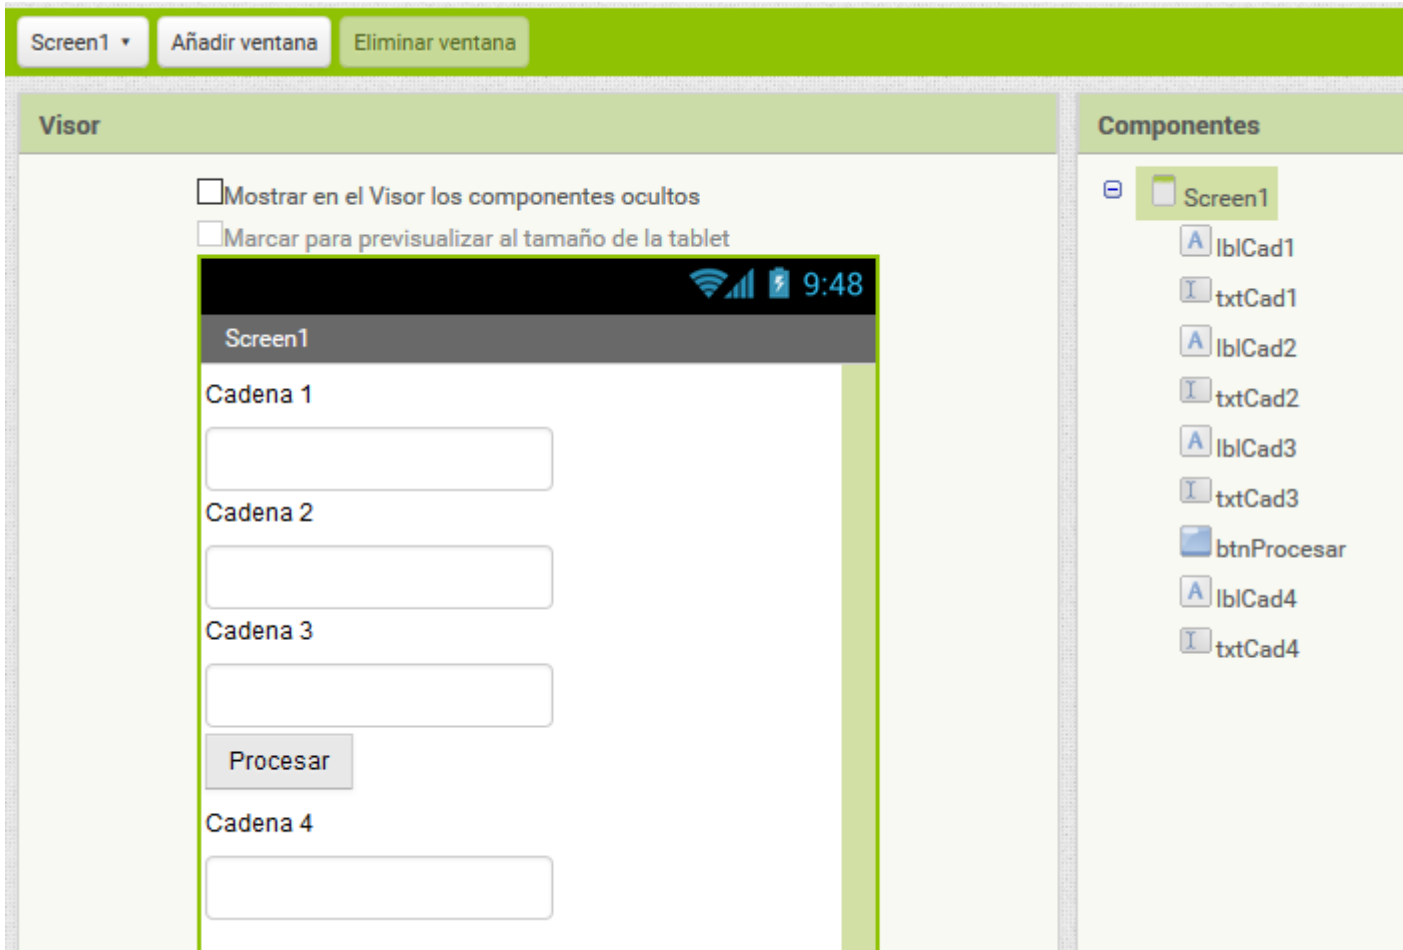 Screen1 ▾ Añadir ventana Eliminar ventana
Visor
Mostrar en el Visor los componentes ocultos
Marcar para previsualizar al tamaño de la tablet
9:48
Screen1
Cadena 1
Cadena 2
Cadena 3
Procesar
Cadena 4
Componentes
Screen1
lblCad1
txtCad1
lblCad2
txtCad2
lblCad3
txtCad3
btnProcesar
lblCad4
txtCad4